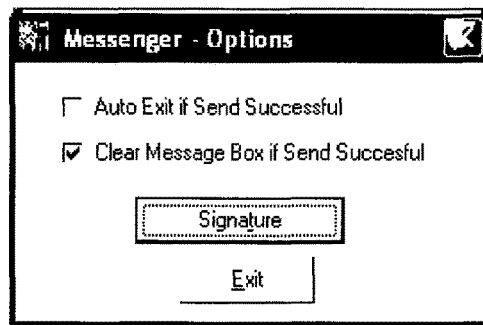 Messenger - Options
Auto Exit if Send Successful
Clear Message Box if Send Succesful
Signature
Exit